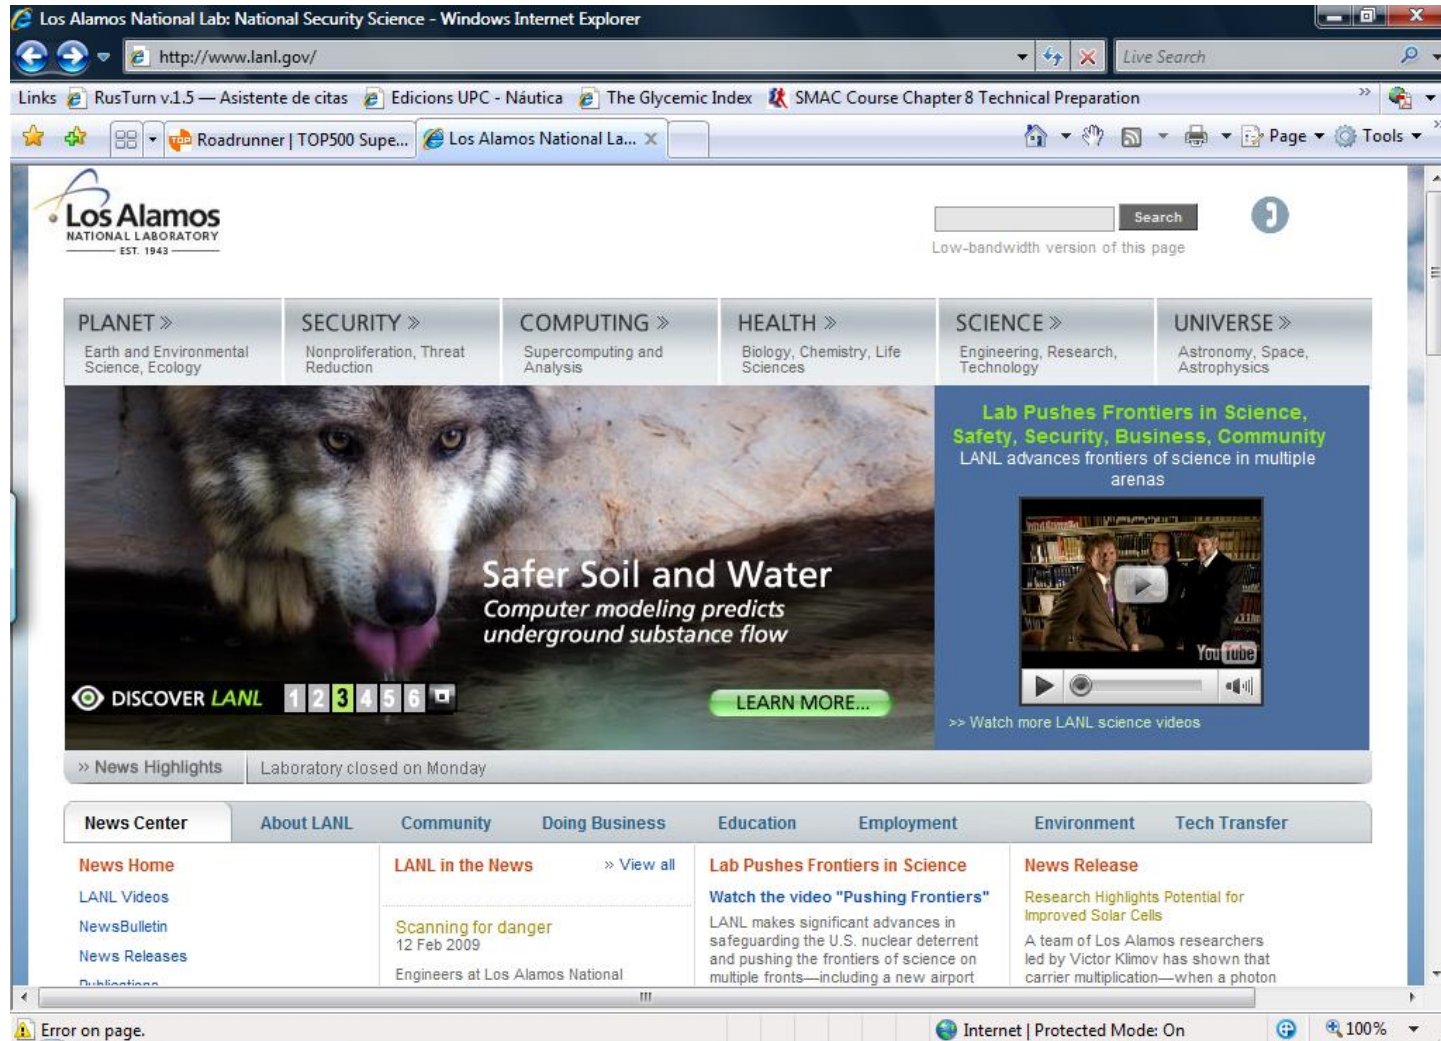 Los Alamos National Lab: National Security Science - Windows Internet Explorer
http://www.lanl.gov/
Live Search
Links RusTurn v.1.5 — Asistente de citas Edicions UPC - Náutica The Glycemic Index SMAC Course Chapter 8 Technical Preparation
Roadrunner | TOP500 Supe... Los Alamos National La... Page Tools
Los Alamos
NATIONAL LABORATORY
EST. 1943
Search
Low-bandwidth version of this page
PLANET » SECURITY » COMPUTING » HEALTH » SCIENCE » UNIVERSE »
Earth and Environmental Science, Ecology
Nonproliferation, Threat Reduction
Supercomputing and Analysis
Biology, Chemistry, Life Sciences
Engineering, Research, Technology
Astronomy, Space, Astrophysics
Safer Soil and Water
Computer modeling predicts
underground substance flow
DISCOVER LANL 1 2 3 4 5 6
LEARN MORE...
Lab Pushes Frontiers in Science,
Safety, Security, Business, Community
LANL advances frontiers of science in multiple
arenas
YouTube
>> Watch more LANL science videos
» News Highlights Laboratory closed on Monday
News Center About LANL Community Doing Business Education Employment Environment Tech Transfer
News Home
LANL Videos
NewsBulletin
News Releases
Publications
LANL in the News » View all
Scanning for danger
12 Feb 2009
Engineers at Los Alamos National
Lab Pushes Frontiers in Science
Watch the video "Pushing Frontiers"
LANL makes significant advances in
safeguarding the U.S. nuclear deterrent
and pushing the frontiers of science on
multiple fronts—including a new airport
News Release
Research Highlights Potential for
Improved Solar Cells
A team of Los Alamos researchers
led by Victor Klimov has shown that
carrier multiplication—when a photon
Error on page.
Internet | Protected Mode: On
100%